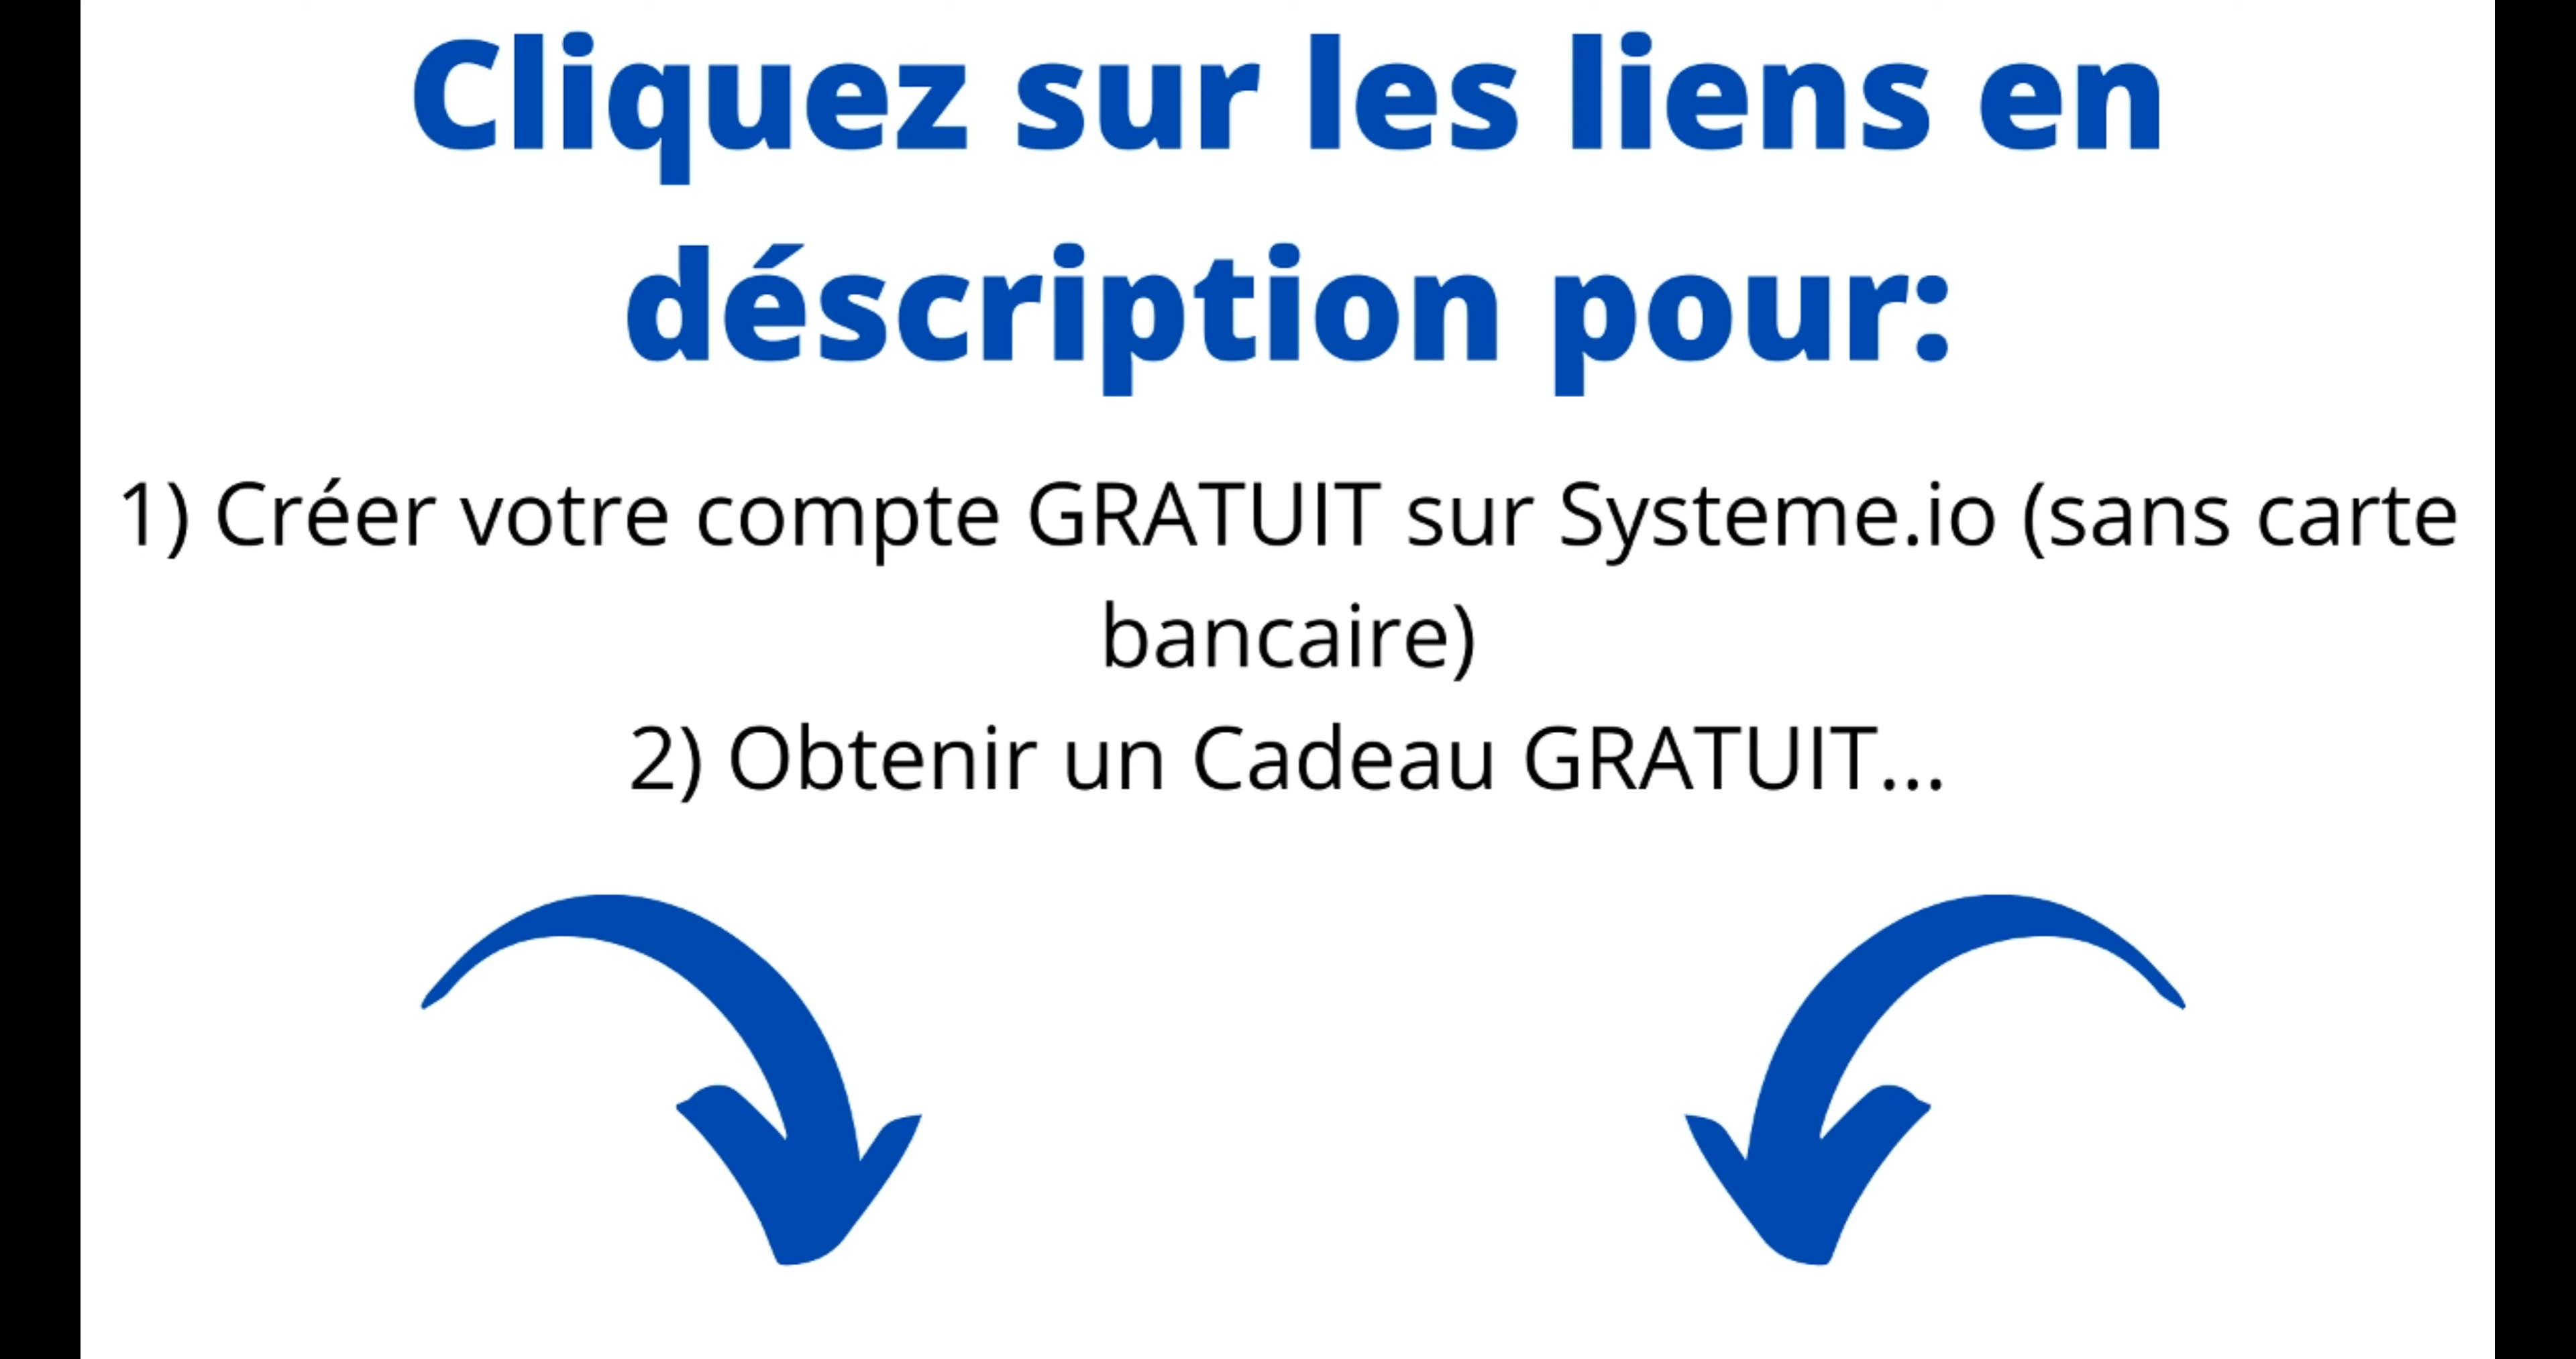 Cliquez sur les liens en
déscription pour:
1) Créer votre compte GRATUIT sur Systeme.io (sans carte
bancaire)
2) Obtenir un Cadeau GRATUIT...